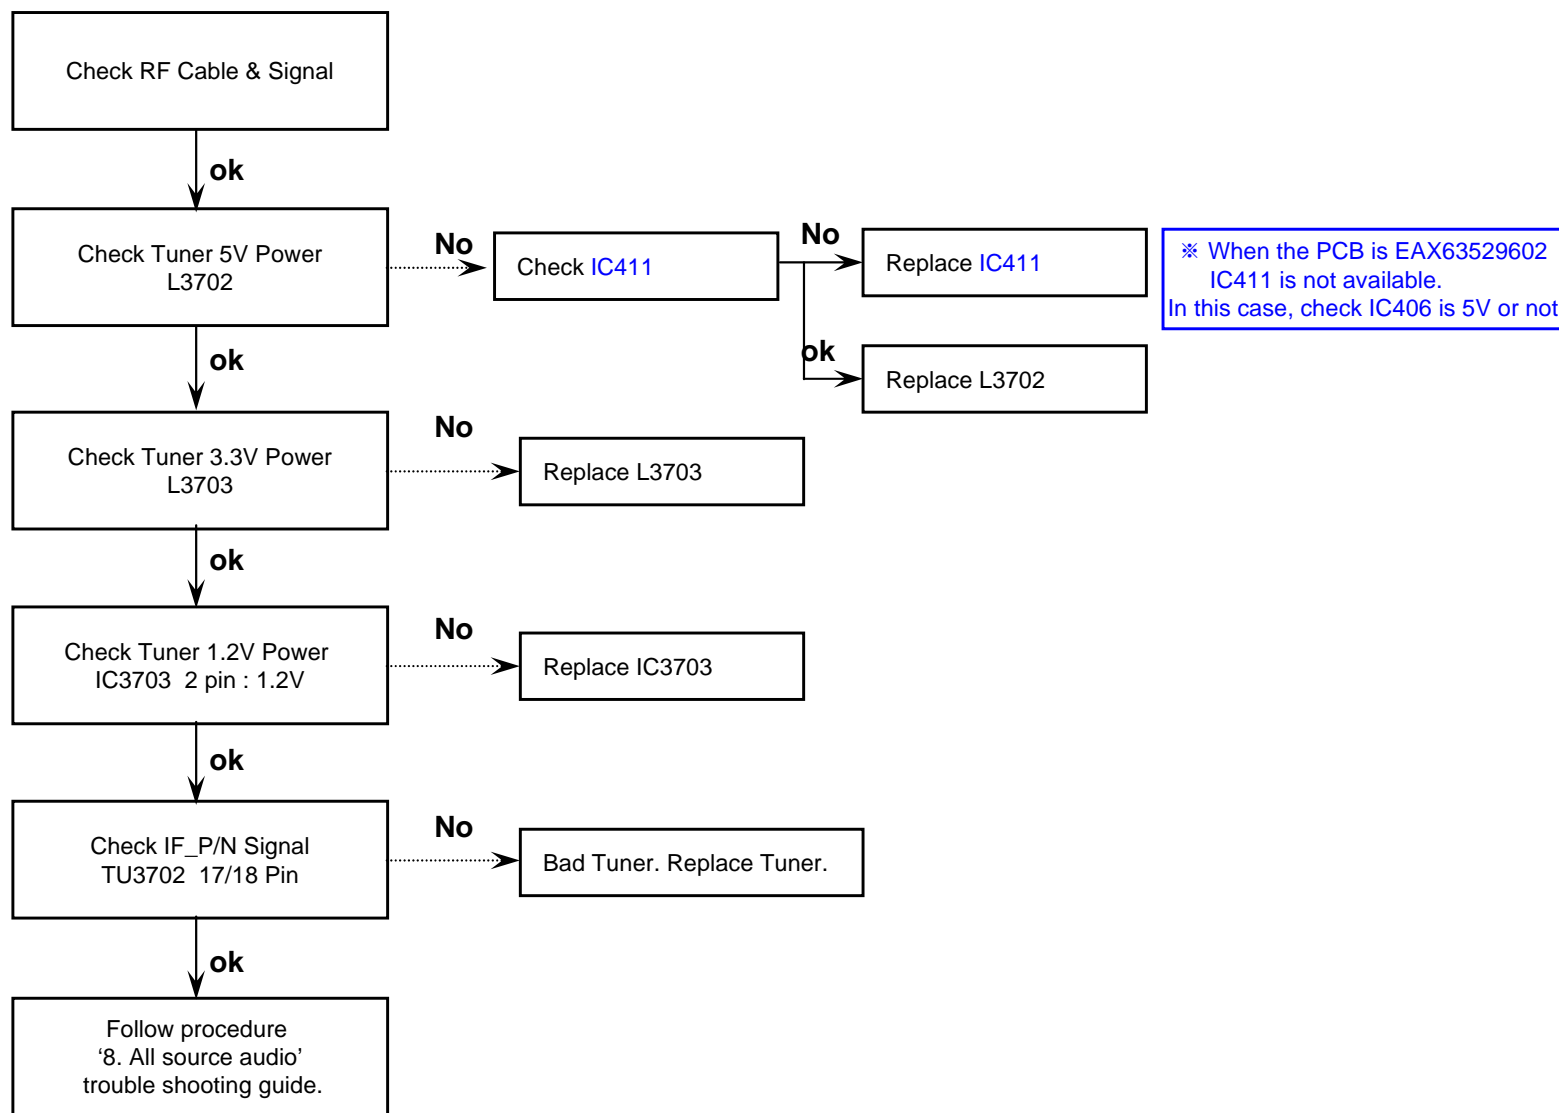 Check RF Cable & Signal
ok
Check Tuner 5V Power
L3702
No
Check IC411
No
Replace IC411
※ When the PCB is EAX63529602
IC411 is not available.
In this case, check IC406 is 5V or not
ok
Replace L3702
ok
Check Tuner 3.3V Power
L3703
No
Replace L3703
ok
Check Tuner 1.2V Power
IC3703  2 pin : 1.2V
No
Replace IC3703
ok
Check IF_P/N Signal
TU3702  17/18 Pin
No
Bad Tuner. Replace Tuner.
ok
Follow procedure
‘8. All source audio’
trouble shooting guide.